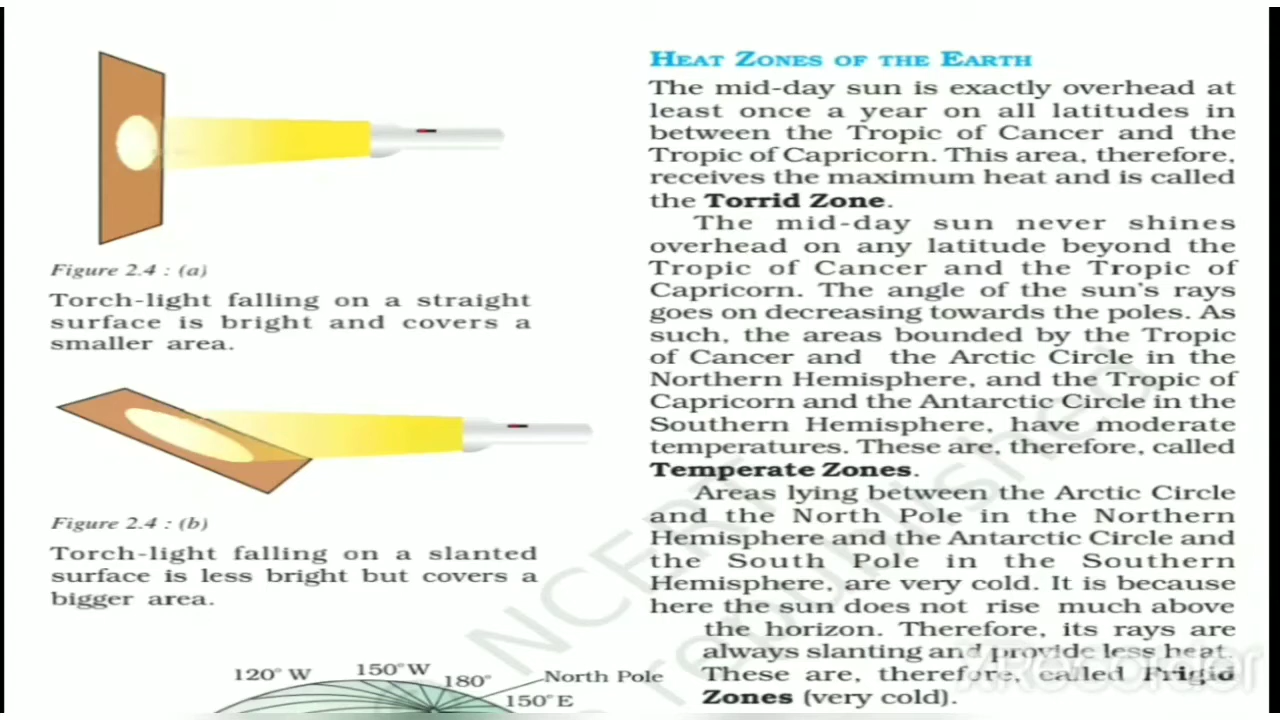 Figure 2.4 : (a)
Torch-light falling on a straight
surface is bright and covers a
smaller area.
Figure 2.4 : (b)
Torch-light falling on a slanted
surface is less bright but covers a
bigger area.
120° W
150° W
180°
North Pole
150° E
HEAT ZONES OF THE EARTH
The mid-day sun is exactly overhead at
least once a year on all latitudes in
between the Tropic of Cancer and the
Tropic of Capricorn. This area, therefore,
receives the maximum heat and is called
the Torrid Zone.
The mid-day sun never shines
overhead on any latitude beyond the
Tropic of Cancer and the Tropic of
Capricorn. The angle of the sun's rays
goes on decreasing towards the poles. As
such, the areas bounded by the Tropic
of Cancer and the Arctic Circle in the
Northern Hemisphere, and the Tropic of
Capricorn and the Antarctic Circle in the
Southern Hemisphere, have moderate
temperatures. These are, therefore, called
Temperate Zones.
Areas lying between the Arctic Circle
and the North Pole in the Northern
Hemisphere and the Antarctic Circle and
the South Pole in the Southern
Hemisphere, are very cold. It is because
here the sun does not rise much above
the horizon. Therefore, its rays are
always slanting and provide less heat.
These are, therefore, called Frigid
Zones (very cold).
NCERT
republished
XRecorder